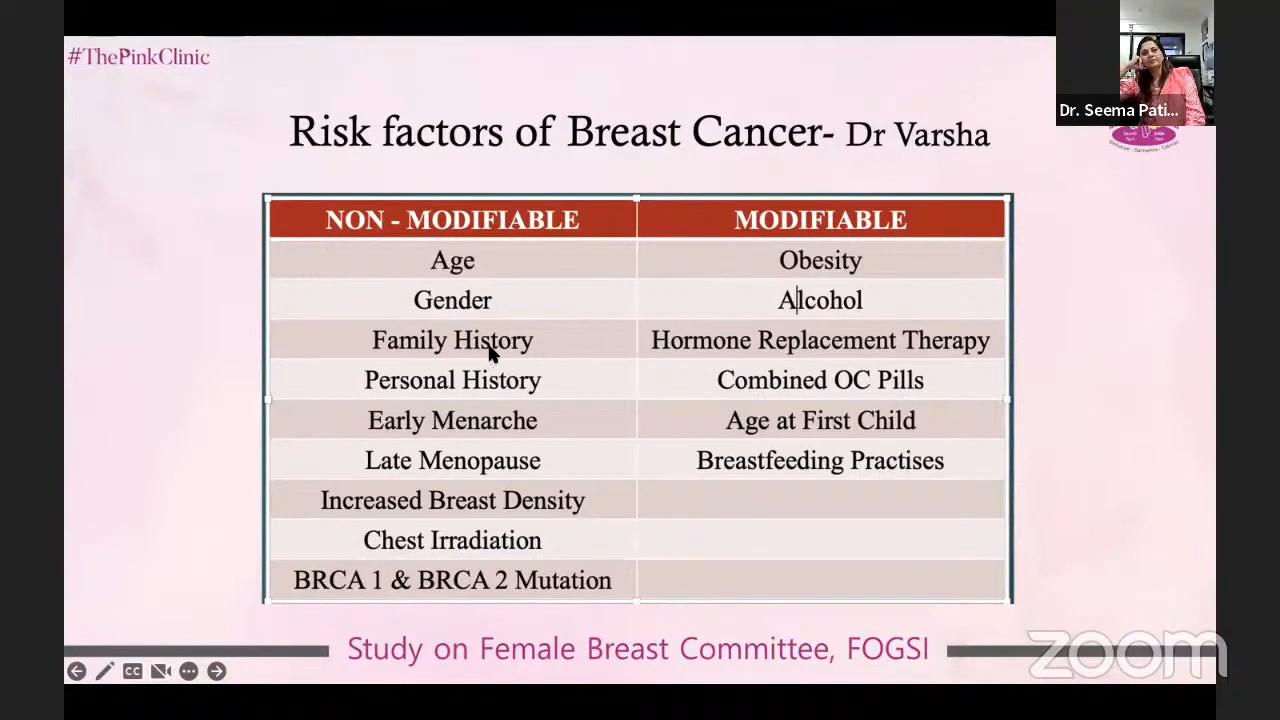 #ThePinkClinic
Dr. Seema Pati...
Risk factors of Breast Cancer- Dr Varsha
NON - MODIFIABLE MODIFIABLE
Age Obesity
Gender Alcohol
Family History Hormone Replacement Therapy
Personal History Combined OC Pills
Early Menarche Age at First Child
Late Menopause Breastfeeding Practises
Increased Breast Density
Chest Irradiation
BRCA 1 & BRCA 2 Mutation
Study on Female Breast Committee, FOGSI
CC
zoom